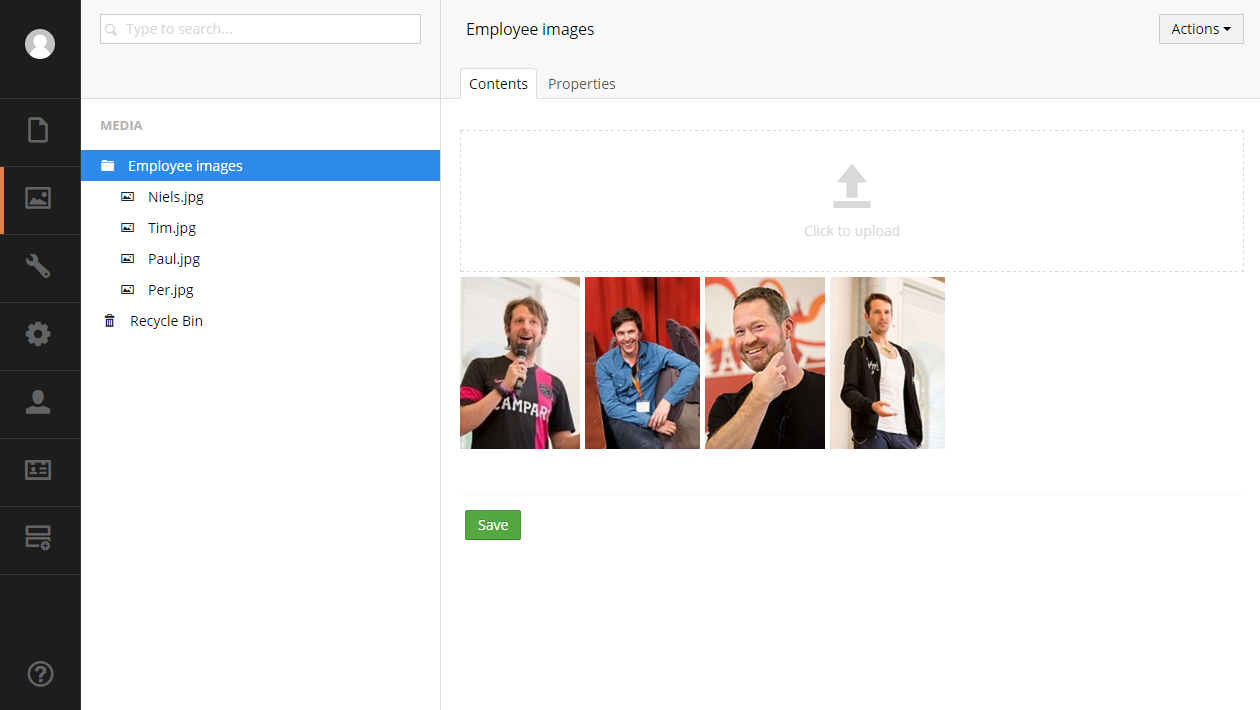 Type to search...
Employee images
Actions
Contents
Properties
MEDIA
Employee images
Niels.jpg
Tim.jpg
Paul.jpg
Per.jpg
Recycle Bin
Click to upload
CAMPAR
Save